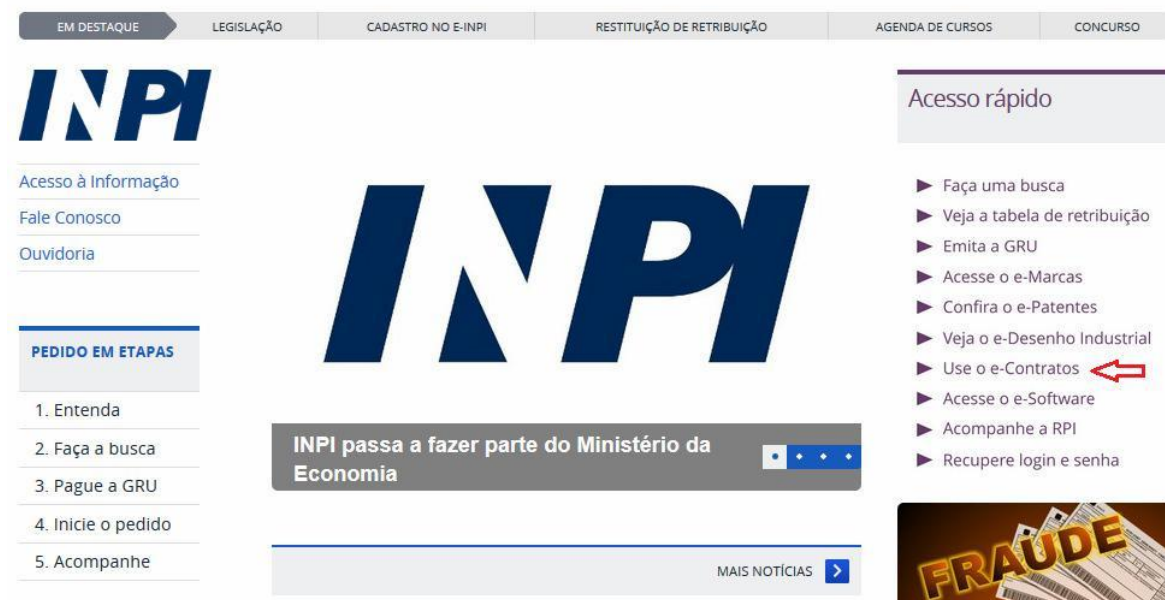 EM DESTAQUE
LEGISLAÇÃO
CADASTRO NO E-INPI
RESTITUIÇÃO DE RETRIBUIÇÃO
AGENDA DE CURSOS
CONCURSO
INPI
Acesso à Informação
Fale Conosco
Ouvidoria
PEDIDO EM ETAPAS
1. Entenda
2. Faça a busca
3. Pague a GRU
4. Inicie o pedido
5. Acompanhe
INPI
INPI passa a fazer parte do Ministério da
Economia
MAIS NOTÍCIAS
Acesso rápido
Faça uma busca
Veja a tabela de retribuição
Emita a GRU
Acesse o e-Marcas
Confira o e-Patentes
Veja o e-Desenho Industrial
Use o e-Contratos
Acesse o e-Software
Acompanhe a RPI
Recupere login e senha
FRAUDE